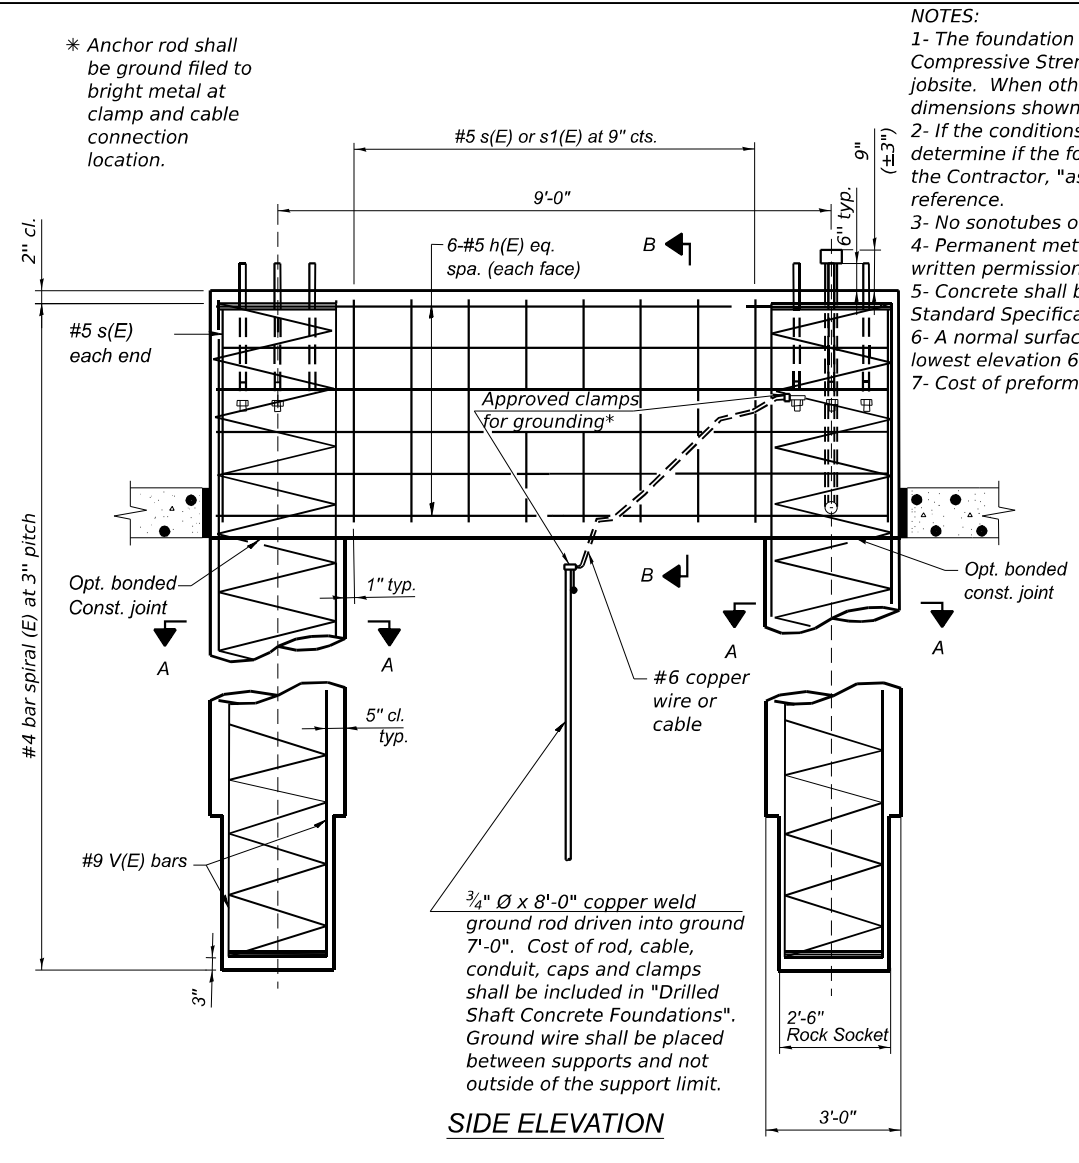 ✳ Anchor rod shall
be ground filed to
bright metal at
clamp and cable
connection
location.
NOTES:
1- The foundation
Compressive Stren
jobsite. When oth
dimensions shown
2- If the conditions
determine if the fo
the Contractor, "as
reference.
3- No sonotubes o
4- Permanent met
written permission
5- Concrete shall b
Standard Specifica
6- A normal surfac
lowest elevation 6
7- Cost of preform
#5 s(E) or s1(E) at 9" cts.
9'-0"
9"
(±3")
6" typ.
2" cl.
6-#5 h(E) eq.
spa. (each face)
B
#5 s(E)
each end
Approved clamps
for grounding*
#4 bar spiral (E) at 3" pitch
Opt. bonded
Const. joint
1" typ.
B
Opt. bonded
const. joint
A
A
A
A
#6 copper
wire or
cable
5" cl.
typ.
#9 V(E) bars
3"
¾" Ø x 8'-0" copper weld
ground rod driven into ground
7'-0". Cost of rod, cable,
conduit, caps and clamps
shall be included in "Drilled
Shaft Concrete Foundations".
Ground wire shall be placed
between supports and not
outside of the support limit.
2'-6"
Rock Socket
3'-0"
SIDE ELEVATION